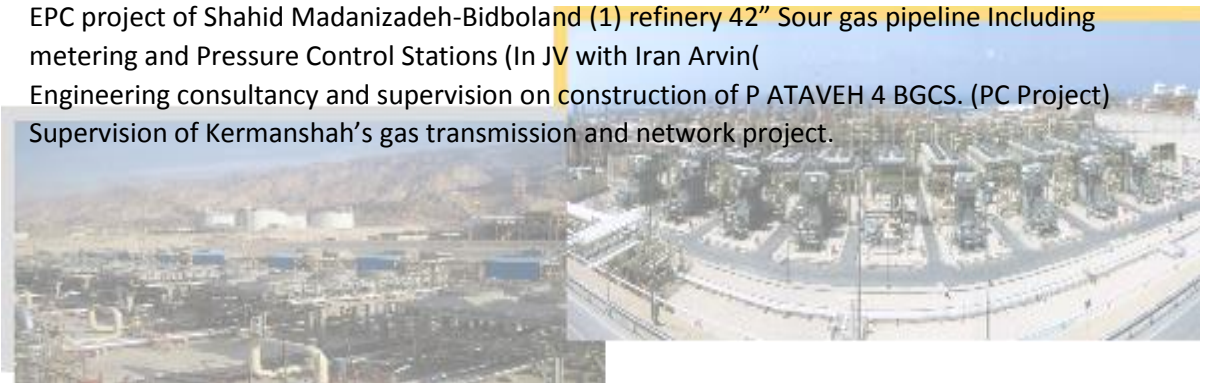 EPC project of Shahid Madanizadeh-Bidboland (1) refinery 42” Sour gas pipeline Including
metering and Pressure Control Stations (In JV with Iran Arvin(
Engineering consultancy and supervision on construction of P ATAVEH 4 BGCS. (PC Project)
Supervision of Kermanshah’s gas transmission and network project.